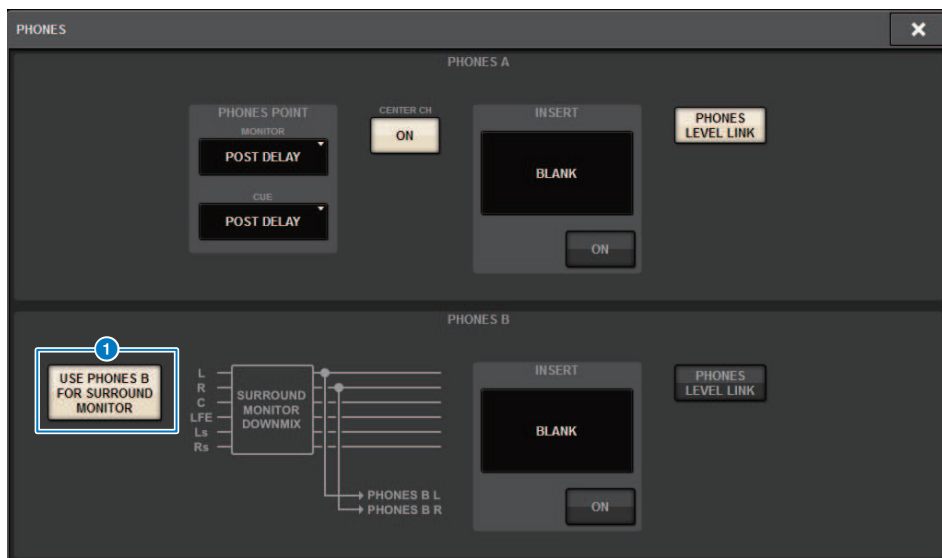 PHONES
PHONES A
PHONES POINT
MONITOR
POST DELAY
CUE
POST DELAY
CENTER CH
ON
INSERT
BLANK
ON
PHONES
LEVEL LINK
PHONES B
1
USE PHONES B
FOR SURROUND
MONITOR
L
R
C
LFE
Ls
Rs
SURROUND
MONITOR
DOWNMIX
PHONES B L
PHONES B R
INSERT
BLANK
ON
PHONES
LEVEL LINK